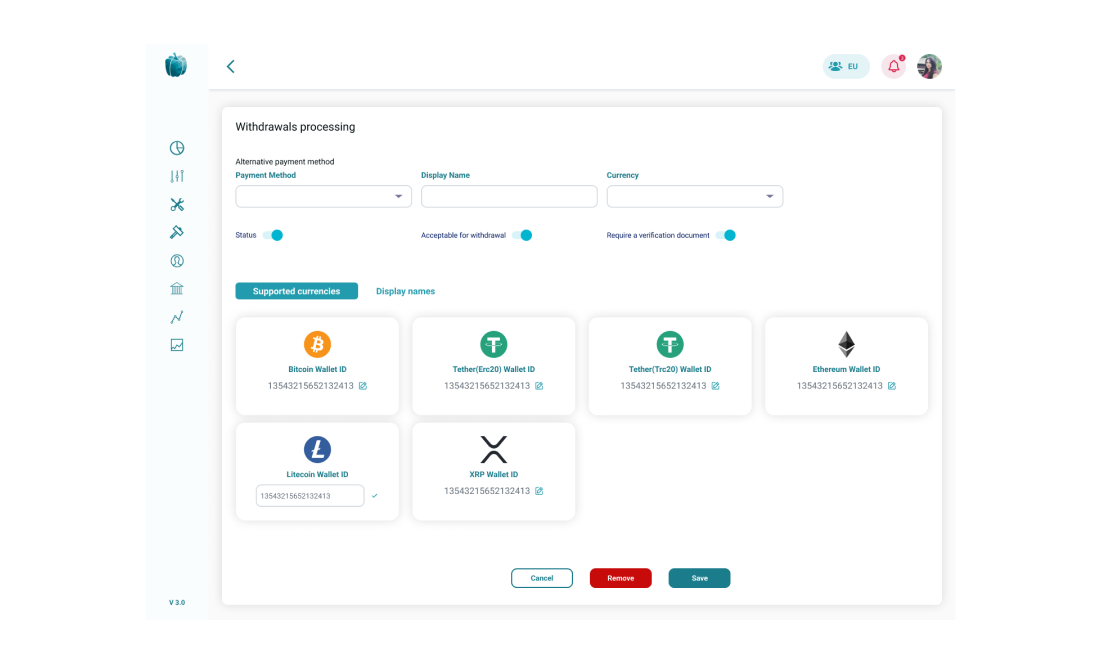 EU
Withdrawals processing
Alternative payment method
Payment Method Display Name Currency
Status Acceptable for withdrawal Require a verification document
Supported currencies Display names
Bitcoin Wallet ID
13543215652132413
Tether(Erc20) Wallet ID
13543215652132413
Tether(Trc20) Wallet ID
13543215652132413
Ethereum Wallet ID
13543215652132413
Litecoin Wallet ID
13543215652132413
XRP Wallet ID
13543215652132413
Cancel Remove Save
V 3.0